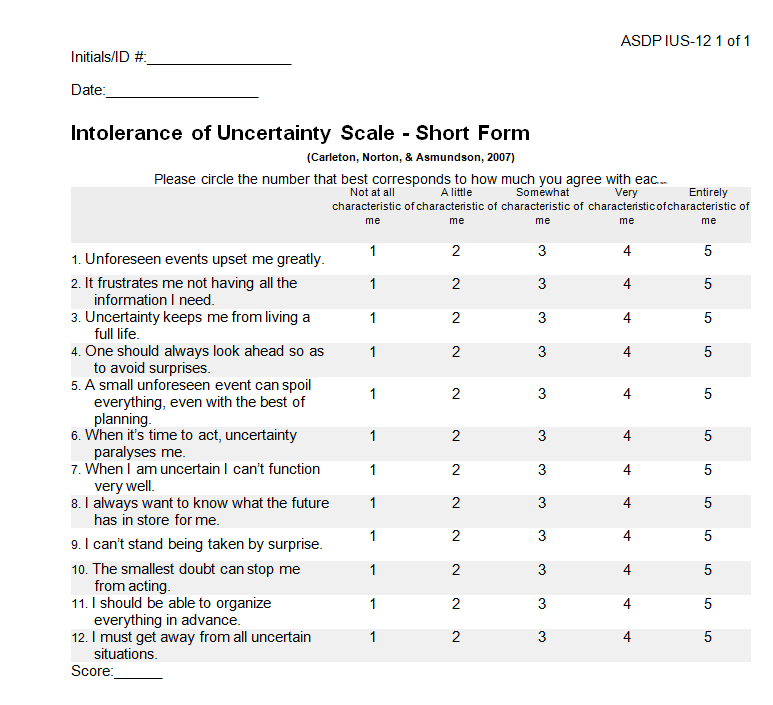 ASDP IUS-12 1 of 1
Initials/ID #:__________________
Date:___________________
Intolerance of Uncertainty Scale - Short Form
(Carleton, Norton, & Asmundson, 2007)
Please circle the number that best corresponds to how much you agree with eac...
Not at all A little Somewhat Very Entirely
characteristic of characteristic of characteristic of characteristic of characteristic of
me me me me me
1. Unforeseen events upset me greatly. 1 2 3 4 5
2. It frustrates me not having all the 1 2 3 4 5
information I need.
3. Uncertainty keeps me from living a 1 2 3 4 5
full life.
4. One should always look ahead so as 1 2 3 4 5
to avoid surprises.
5. A small unforeseen event can spoil
everything, even with the best of 1 2 3 4 5
planning.
6. When it’s time to act, uncertainty 1 2 3 4 5
paralyses me.
7. When I am uncertain I can’t function 1 2 3 4 5
very well.
8. I always want to know what the future 1 2 3 4 5
has in store for me.
9. I can’t stand being taken by surprise. 1 2 3 4 5
10. The smallest doubt can stop me 1 2 3 4 5
from acting.
11. I should be able to organize 1 2 3 4 5
everything in advance.
12. I must get away from all uncertain 1 2 3 4 5
situations.
Score:______